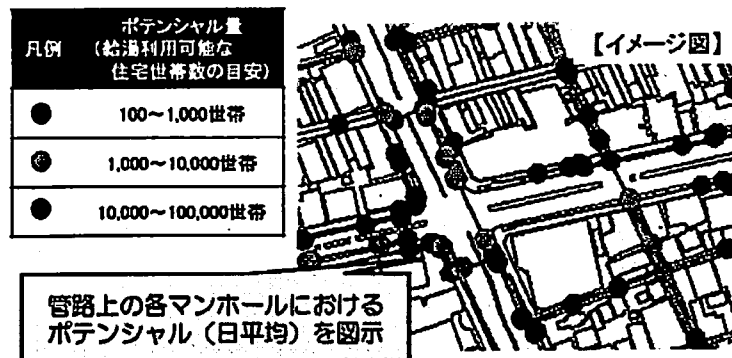 凡例
ポテンシャル量
(給湯利用可能な
住宅世帯数の目安)
100～1,000世帯
1,000～10,000世帯
10,000～100,000世帯
【イメージ図】
管路上の各マンホールにおける
ポテンシャル（日平均）を図示